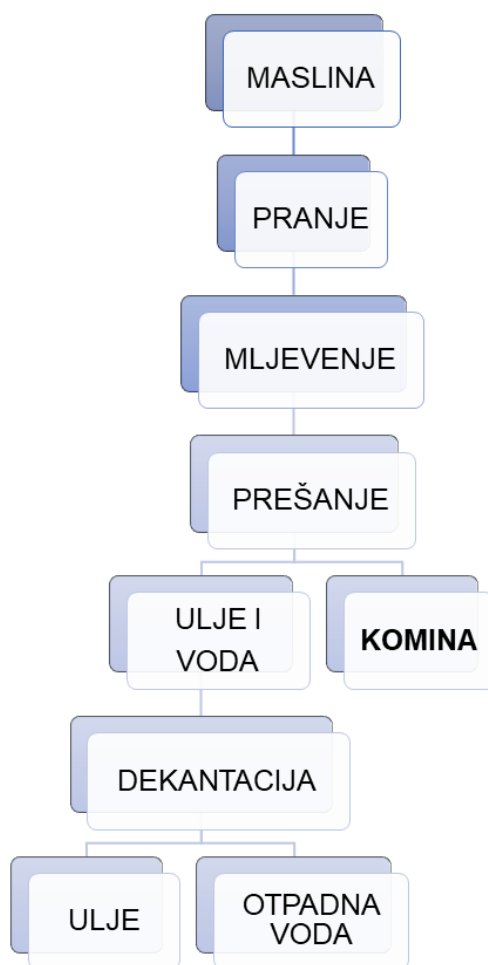 MASLINA
PRANJE
MLJEVENJE
PREŠANJE
ULJE I
VODA
KOMINA
DEKANTACIJA
ULJE
OTPADNA
VODA